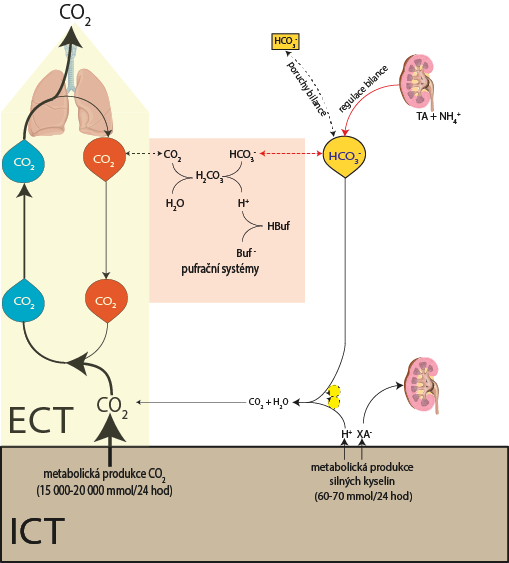 CO₂
HCO₃⁻
poruchy bilance
regulace bilance
TA + NH₄⁺
CO₂
CO₂
CO₂
HCO₃⁻
HCO₃⁻
H₂CO₃
H₂O
H⁺
HBuf
Buf⁻
pufrační systémy
CO₂
CO₂
CO₂
CO₂ + H₂O
ECT
H⁺ XA⁻
metabolická produkce CO₂
(15 000-20 000 mmol/24 hod)
metabolická produkce
silných kyselin
(60-70 mmol/24 hod)
ICT